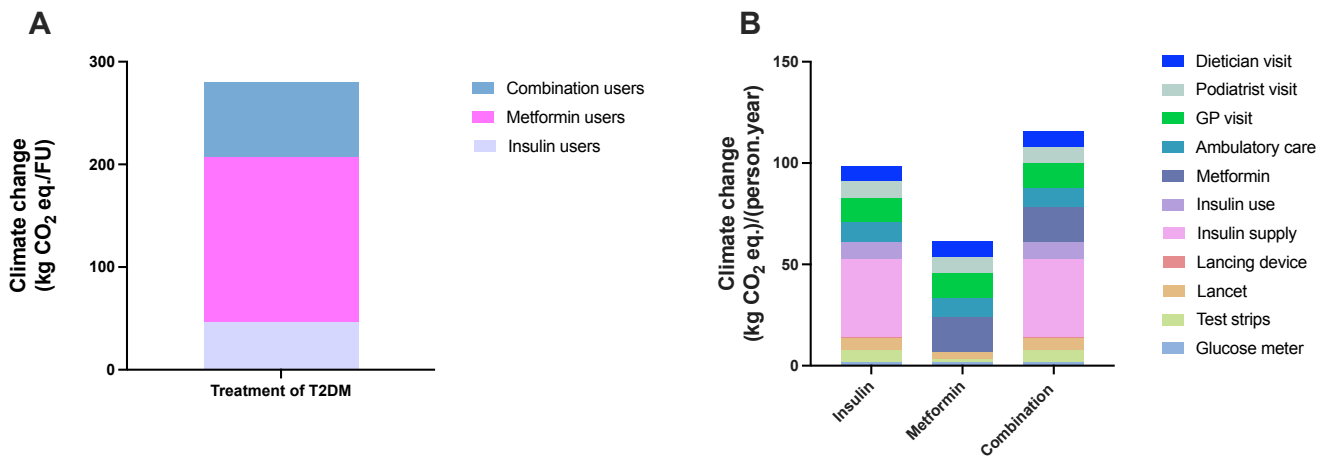 A
300
200
100
0
Climate change
(kg CO₂ eq./FU)
Treatment of T2DM
Combination users
Metformin users
Insulin users
B
150
100
50
0
Climate change
(kg CO₂ eq.)/(person.year)
Insulin
Metformin
Combination
Dietician visit
Podiatrist visit
GP visit
Ambulatory care
Metformin
Insulin use
Insulin supply
Lancing device
Lancet
Test strips
Glucose meter